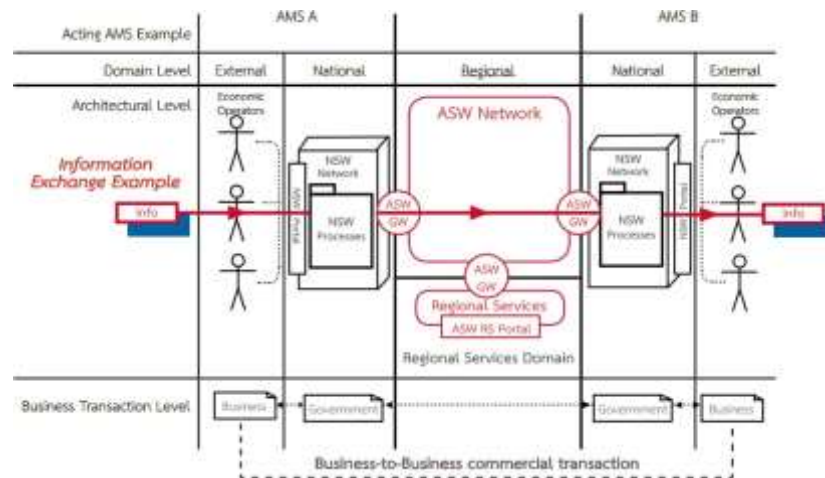 AMS A
AMS B
Acting AMS Example
Domain Level
External
National
Regional
National
External
Architectural Level
Economic
Operators
ASW Network
Economic
Operators
Information
Exchange Example
NSW
Network
NSW
Network
Info
NSW Portal
NSW
Processes
ASW
GW
ASW
GW
NSW
Processes
NSW Portal
Info
ASW
GW
Regional Services
ASW RS Portal
Regional Services Domain
Business Transaction Level
Business
Government
Government
Business
Business-to-Business commercial transaction